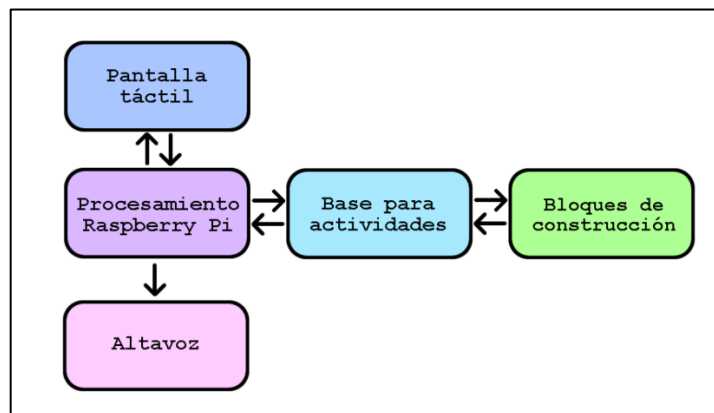 Pantalla
táctil
Procesamiento
Raspberry Pi
Base para
actividades
Bloques de
construcción
Altavoz